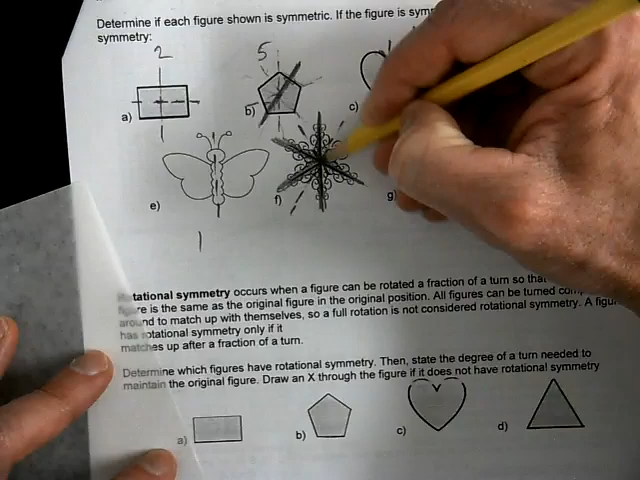 Determine if each figure shown is symmetric. If the figure is sym
symmetry:
2
5
a)
b)
c)
e)
f)
g)
1
tational symmetry occurs when a figure can be rotated a fraction of a turn so that
figure is the same as the original figure in the original position. All figures can be turned
around to match up with themselves, so a full rotation is not considered rotational symmetry. A figu
has rotational symmetry only if it
matches up after a fraction of a turn.
Determine which figures have rotational symmetry. Then, state the degree of a turn needed to
maintain the original figure. Draw an X through the figure if it does not have rotational symmetry
a)
b)
c)
d)